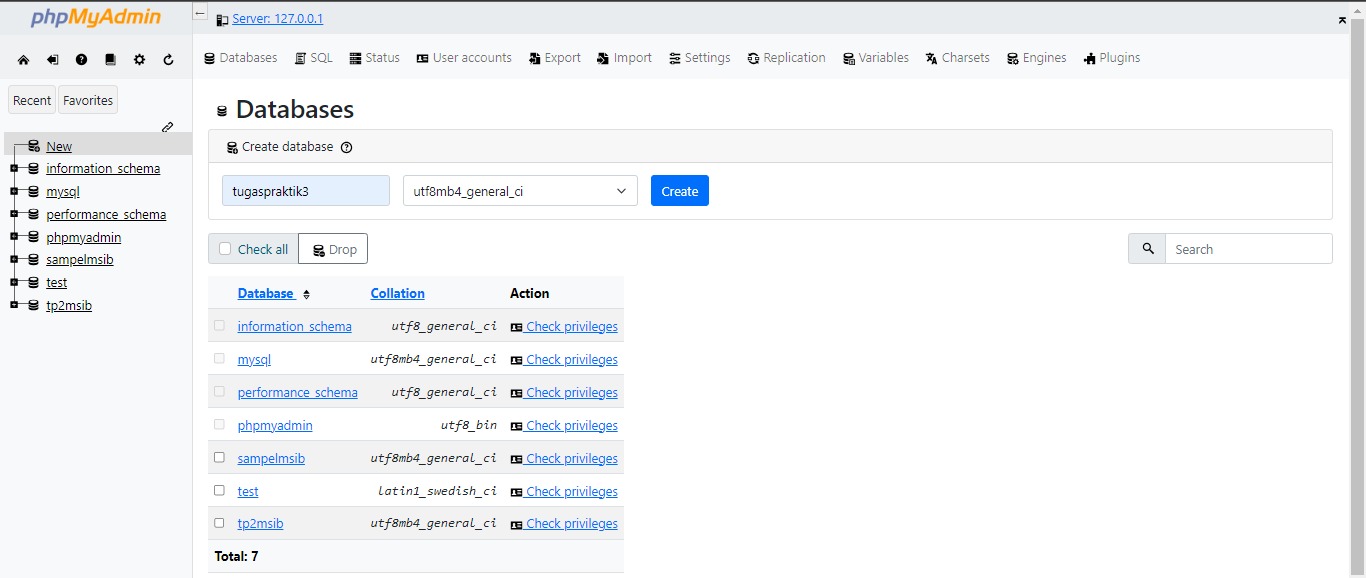 phpMyAdmin
Server: 127.0.0.1
Databases SQL Status User accounts Export Import Settings Replication Variables Charsets Engines Plugins
Recent Favorites
New
information_schema
mysql
performance_schema
phpmyadmin
sampelmsib
test
tp2msib
Databases
Create database
tugaspraktik3 utf8mb4_general_ci Create
Check all Drop Search
Database Collation Action
information_schema utf8_general_ci Check privileges
mysql utf8mb4_general_ci Check privileges
performance_schema utf8_general_ci Check privileges
phpmyadmin utf8_bin Check privileges
sampelmsib utf8mb4_general_ci Check privileges
test latin1_swedish_ci Check privileges
tp2msib utf8mb4_general_ci Check privileges
Total: 7